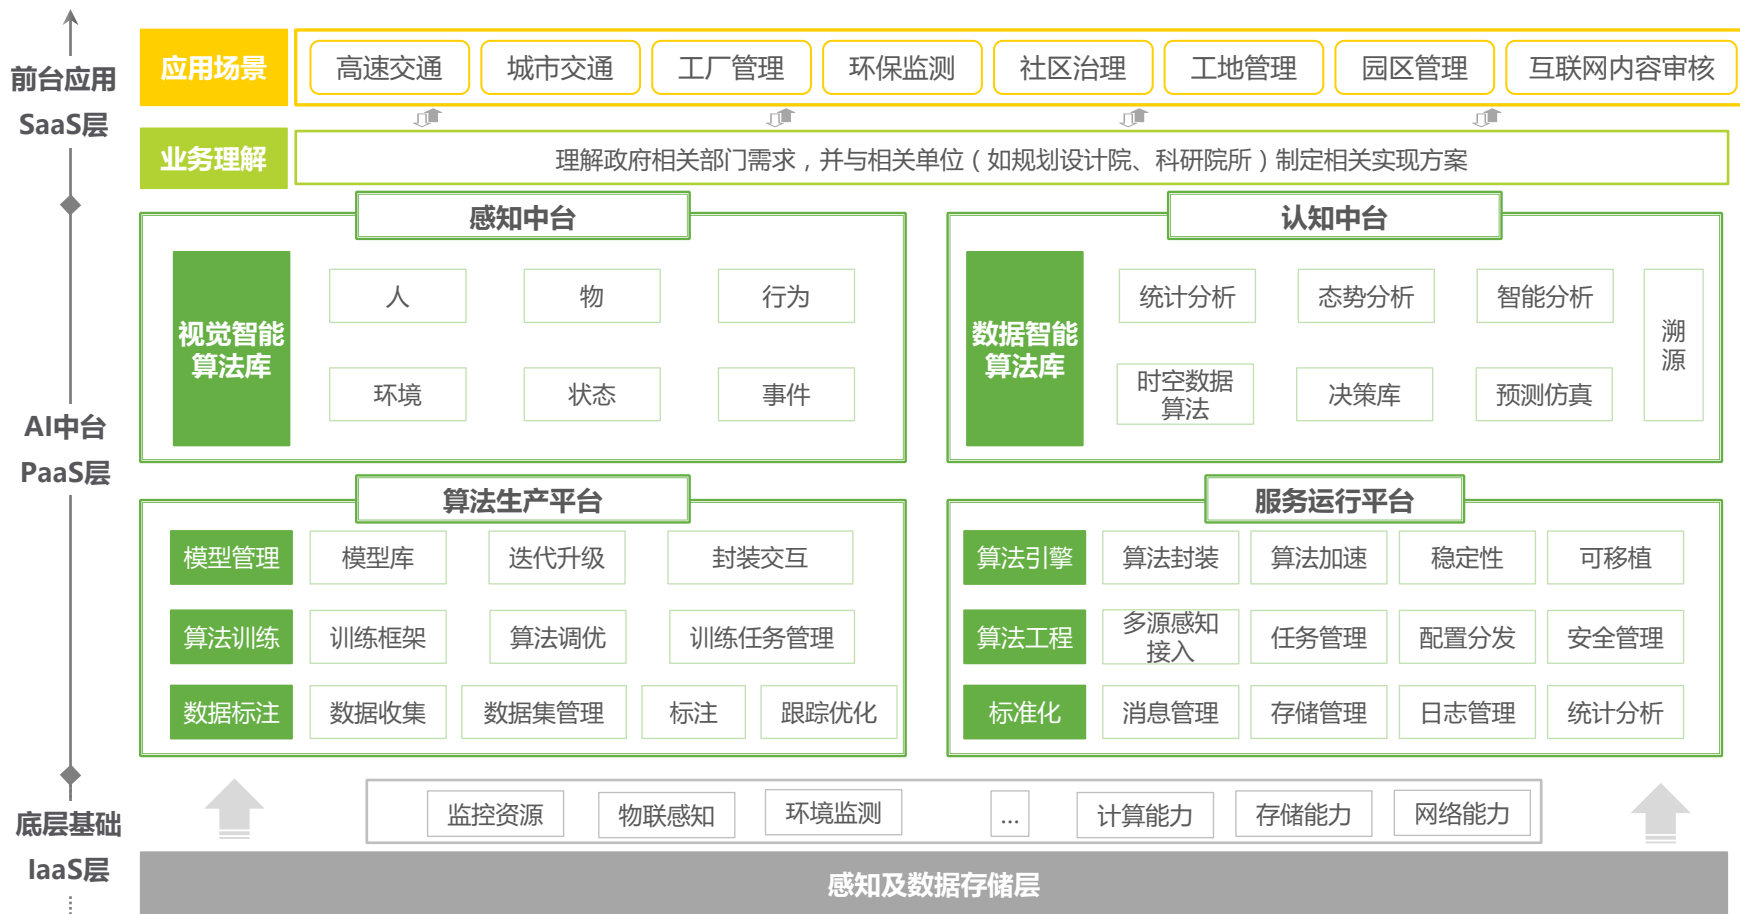 前台应用
SaaS层
应用场景
高速交通
城市交通
工厂管理
环保监测
社区治理
工地管理
园区管理
互联网内容审核
业务理解
理解政府相关部门需求，并与相关单位（如规划设计院、科研院所）制定相关实现方案
AI中台
PaaS层
感知中台
视觉智能
算法库
人
物
行为
环境
状态
事件
认知中台
数据智能
算法库
统计分析
态势分析
智能分析
时空数据
算法
决策库
预测仿真
溯
源
算法生产平台
模型管理
模型库
迭代升级
封装交互
算法训练
训练框架
算法调优
训练任务管理
数据标注
数据收集
数据集管理
标注
跟踪优化
服务运行平台
算法引擎
算法封装
算法加速
稳定性
可移植
算法工程
多源感知
接入
任务管理
配置分发
安全管理
标准化
消息管理
存储管理
日志管理
统计分析
底层基础
IaaS层
监控资源
物联感知
环境监测
...
计算能力
存储能力
网络能力
感知及数据存储层